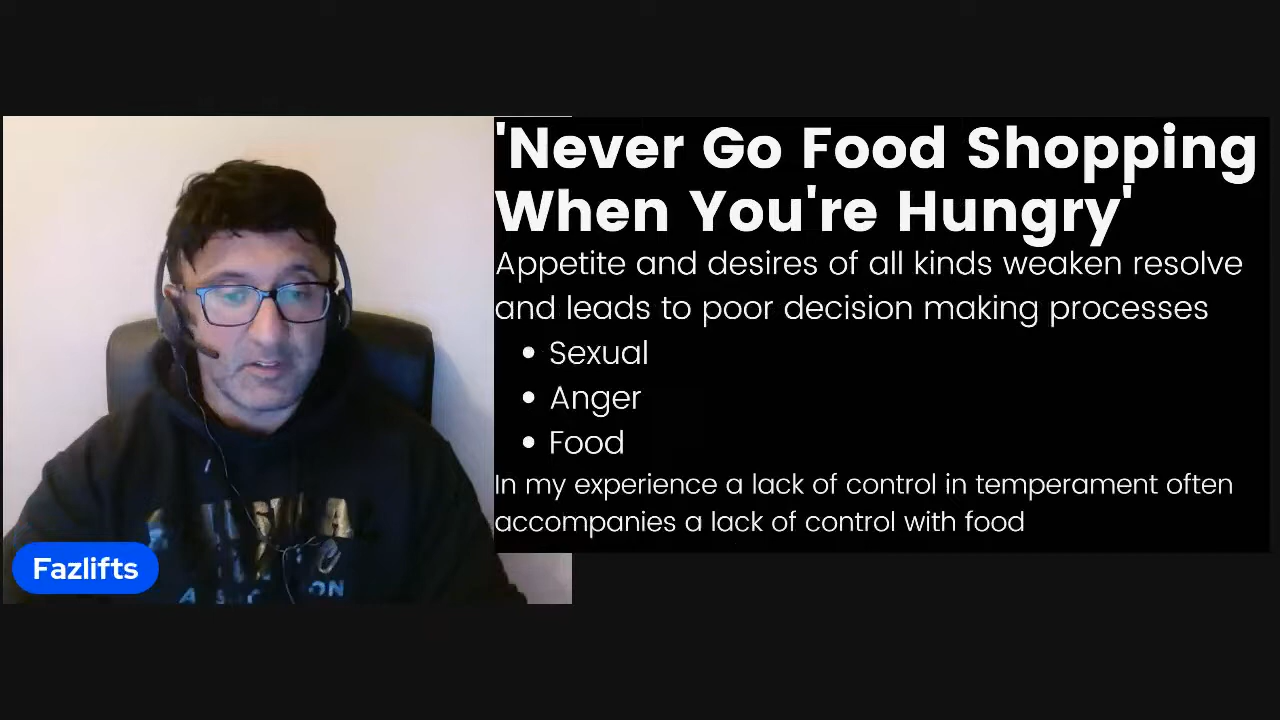 'Never Go Food Shopping
When You're Hungry'
Appetite and desires of all kinds weaken resolve
and leads to poor decision making processes
• Sexual
• Anger
• Food
In my experience a lack of control in temperament often
accompanies a lack of control with food
Fazlifts